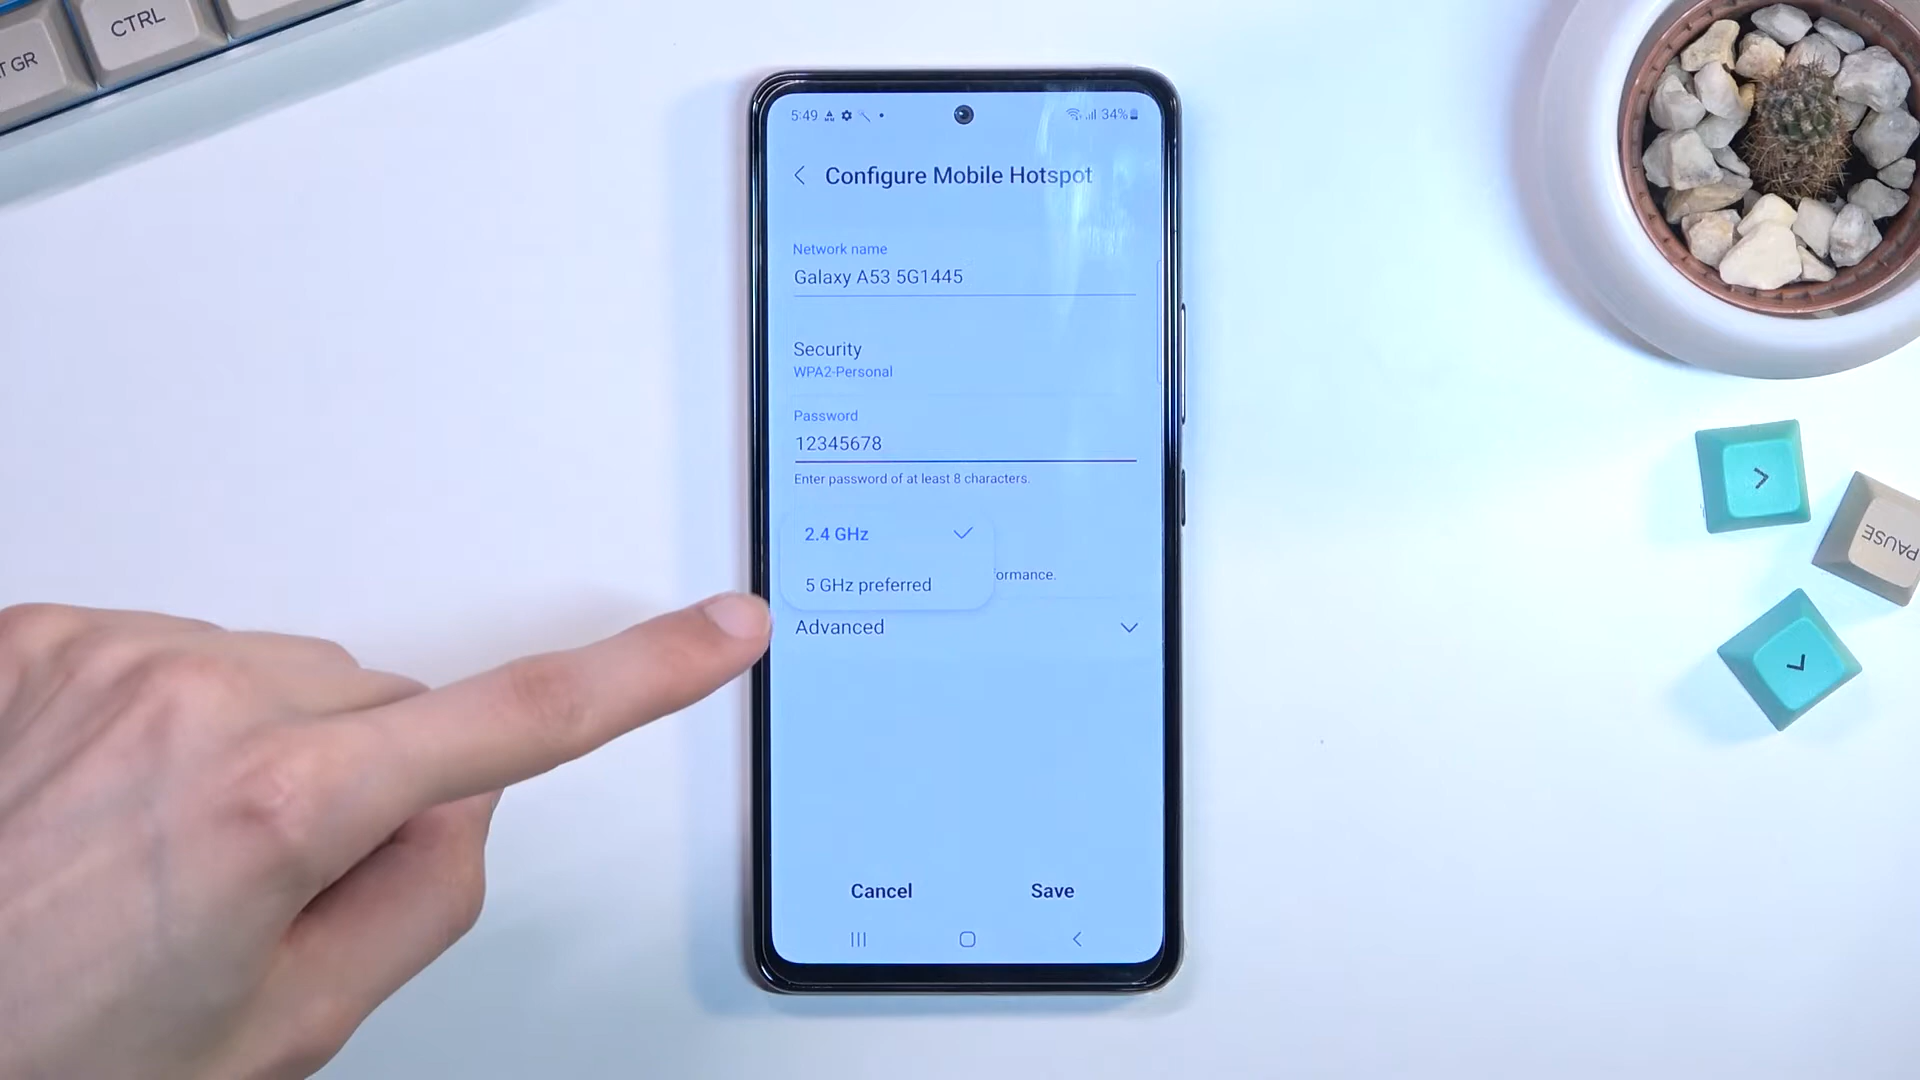 CTRL
T GR
5:49
34%
Configure Mobile Hotspot
Network name
Galaxy A53 5G1445
Security
WPA2-Personal
Password
12345678
Enter password of at least 8 characters.
2.4 GHz
5 GHz preferred
ormance.
Advanced
Cancel
Save
PAUSE